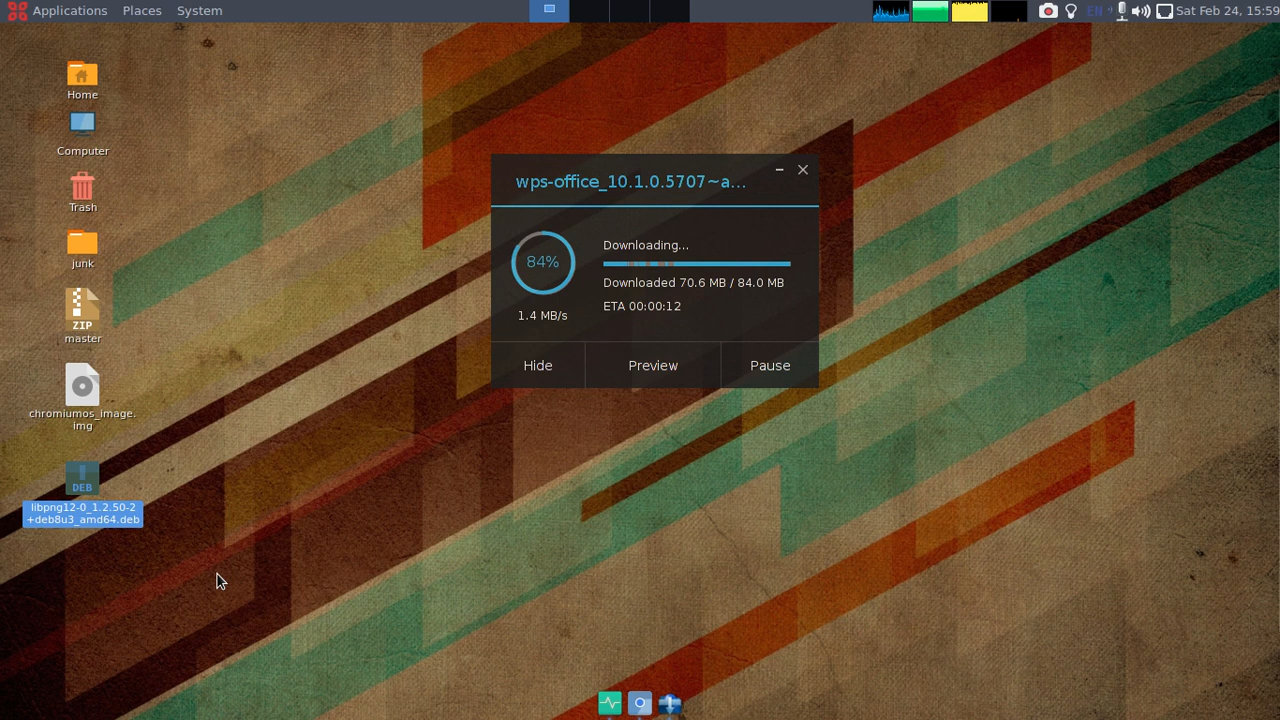 Applications Places System
EN
Sat Feb 24, 15:59
Home
Computer
Trash
junk
ZIP
master
chromiumos_image.
img
DEB
libpng12-0_1.2.50-2
+deb8u3_amd64.deb
wps-office_10.1.0.5707~a...
84%
1.4 MB/s
Downloading...
Downloaded 70.6 MB / 84.0 MB
ETA 00:00:12
Hide Preview Pause